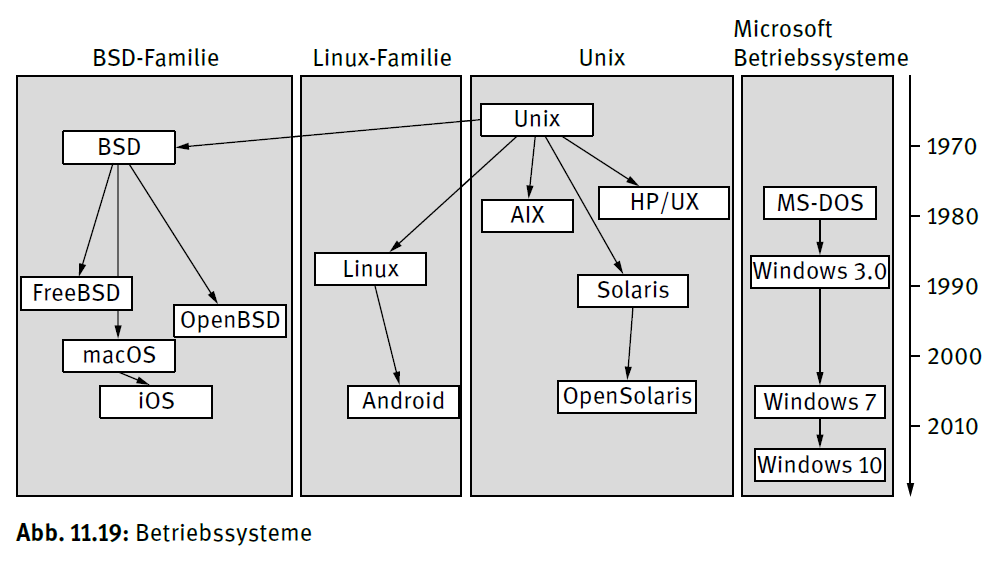 BSD-Familie
Linux-Familie
Unix
Microsoft
Betriebssysteme
BSD
FreeBSD
OpenBSD
macOS
iOS
Linux
Android
Unix
AIX
HP/UX
Solaris
OpenSolaris
MS-DOS
Windows 3.0
Windows 7
Windows 10
1970
1980
1990
2000
2010
Abb. 11.19: Betriebssysteme